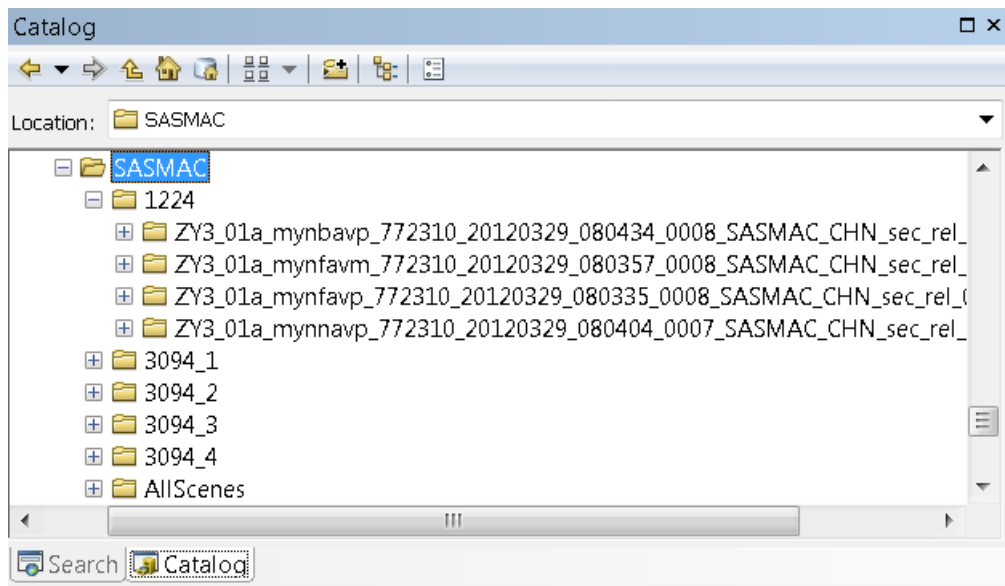 Catalog
Location: SASMAC
SASMAC
1224
ZY3_01a_mynbavp_772310_20120329_080434_0008_SASMAC_CHN_sec_rel_
ZY3_01a_mynfavm_772310_20120329_080357_0008_SASMAC_CHN_sec_rel_
ZY3_01a_mynfavp_772310_20120329_080335_0008_SASMAC_CHN_sec_rel_
ZY3_01a_mynnavp_772310_20120329_080404_0007_SASMAC_CHN_sec_rel_
3094_1
3094_2
3094_3
3094_4
AllScenes
Search Catalog